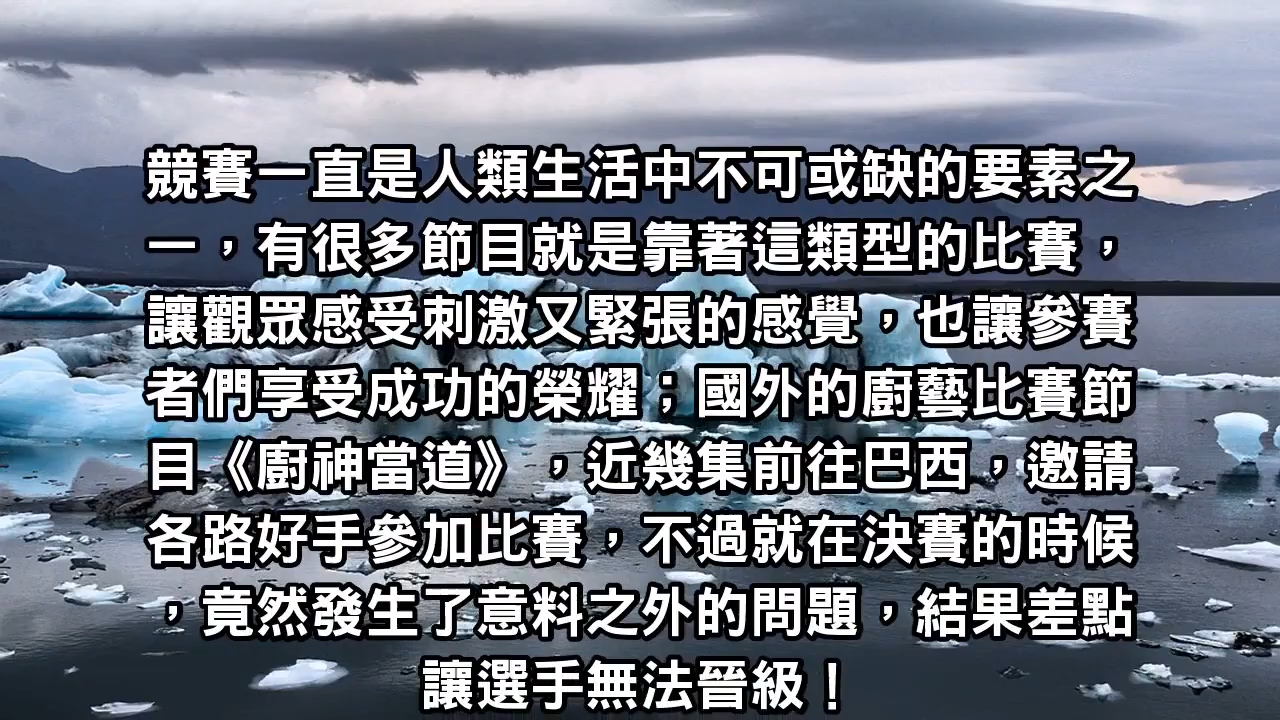 競賽一直是人類生活中不可或缺的要素之
一，有很多節目就是靠著這類型的比賽，
讓觀眾感受刺激又緊張的感覺，也讓參賽
者們享受成功的榮耀；國外的廚藝比賽節
目《廚神當道》，近幾集前往巴西，邀請
各路好手參加比賽，不過就在決賽的時候
，竟然發生了意料之外的問題，結果差點
讓選手無法晉級！